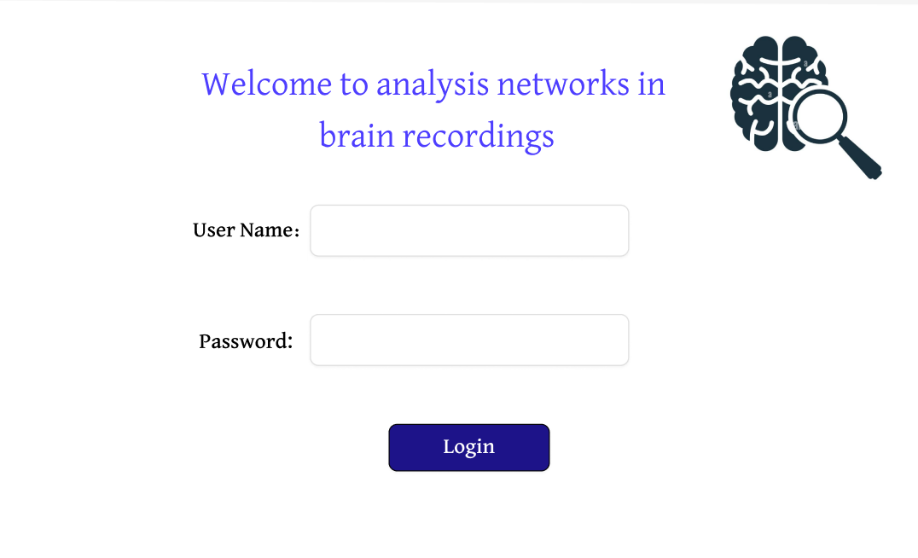 Welcome to analysis networks in
brain recordings
User Name:
Password:
Login